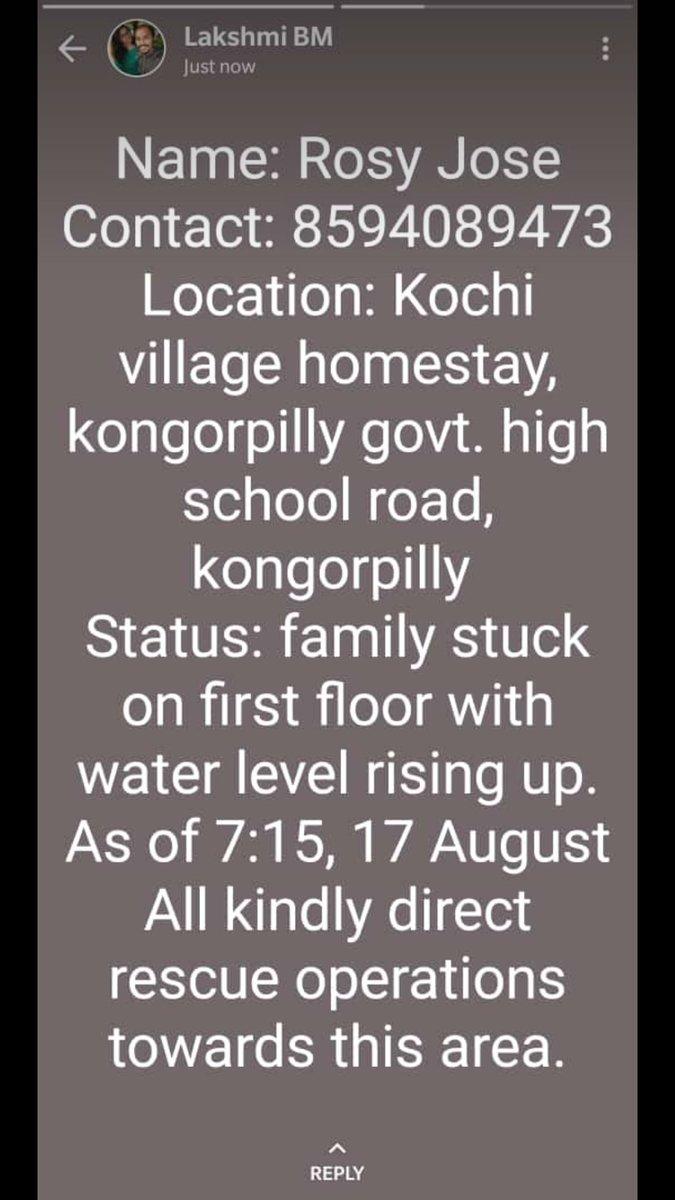 Lakshmi BM
Just now
Name: Rosy Jose
Contact: 8594089473
Location: Kochi
village homestay,
kongorpilly govt. high
school road,
kongorpilly
Status: family stuck
on first floor with
water level rising up.
As of 7:15, 17 August
All kindly direct
rescue operations
towards this area.
REPLY